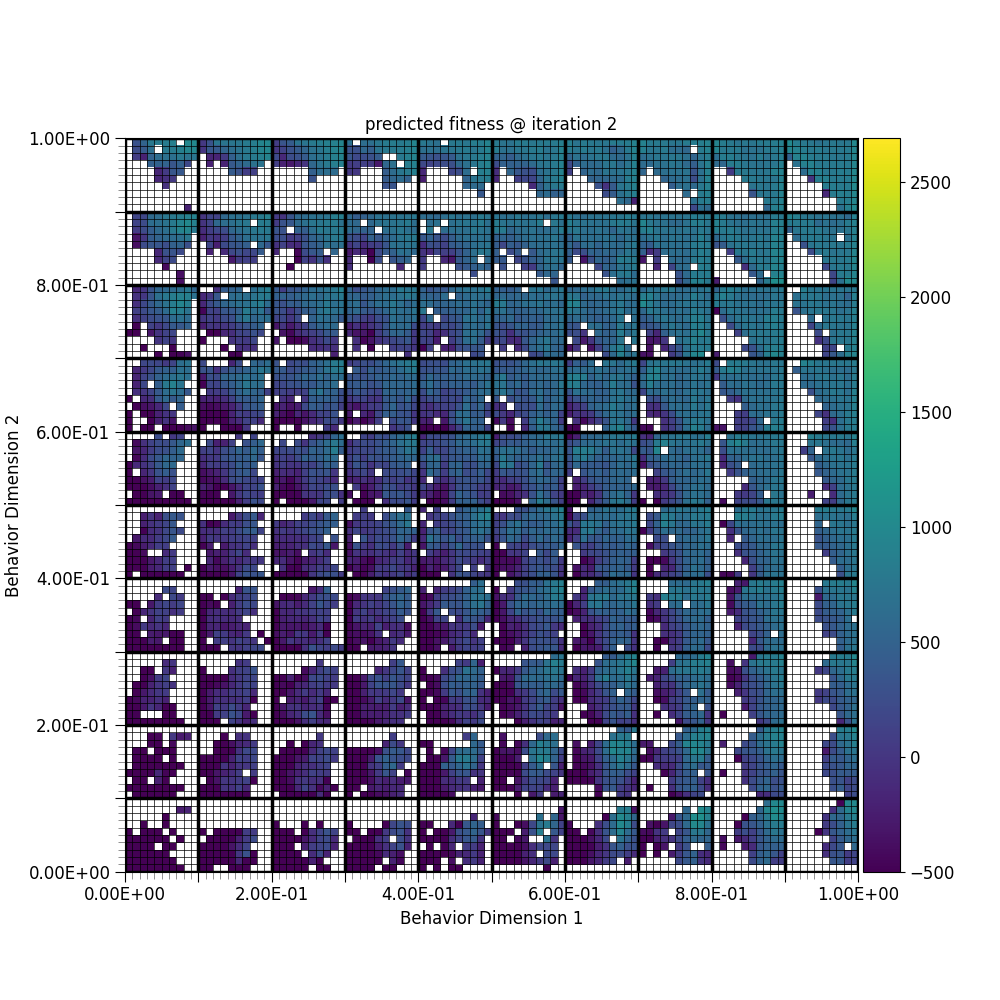 predicted fitness @ iteration 2
1.00E+00
8.00E-01
6.00E-01
4.00E-01
2.00E-01
0.00E+00
Behavior Dimension 2
0.00E+00 2.00E-01 4.00E-01 6.00E-01 8.00E-01 1.00E+00
Behavior Dimension 1
2500
2000
1500
1000
500
0
−500